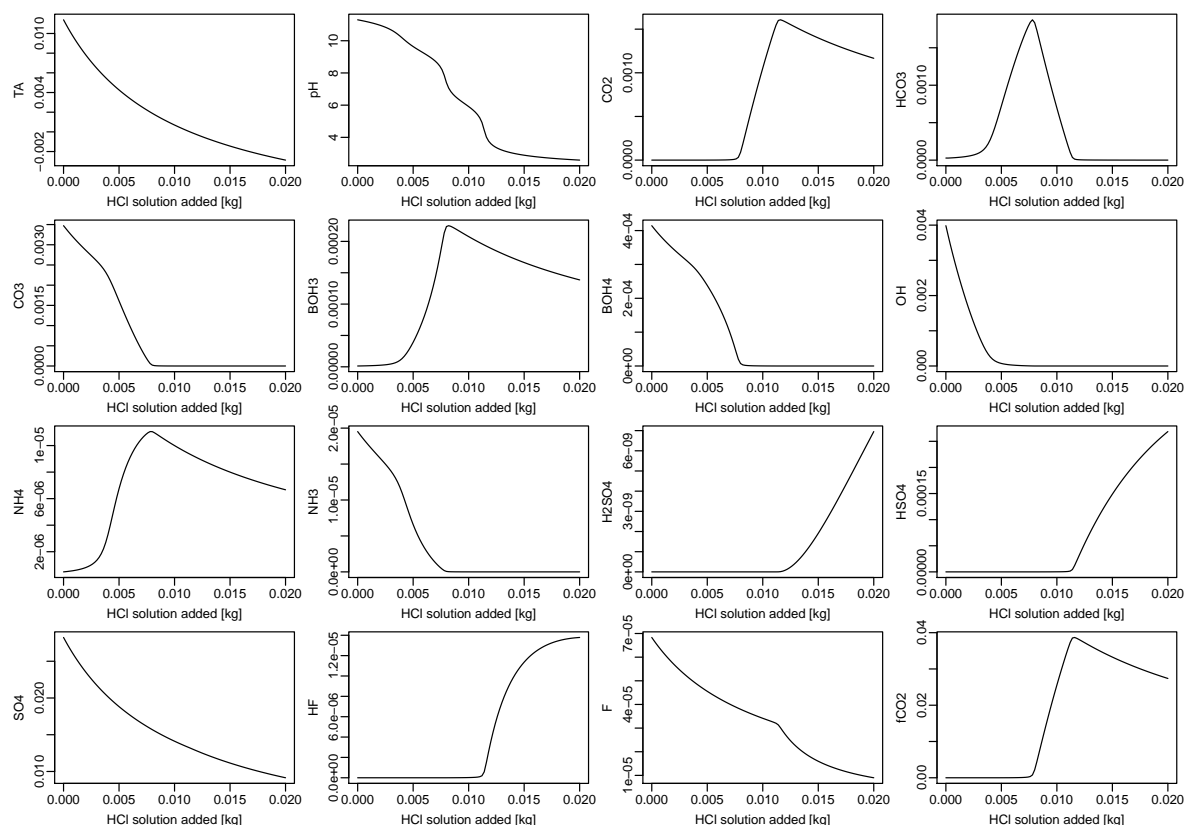 TA
0.010
0.004
−0.002
0.000 0.005 0.010 0.015 0.020
HCl solution added [kg]
pH
10
8
6
4
0.000 0.005 0.010 0.015 0.020
HCl solution added [kg]
CO2
0.0010
0.0000
0.000 0.005 0.010 0.015 0.020
HCl solution added [kg]
HCO3
0.0010
0.0000
0.000 0.005 0.010 0.015 0.020
HCl solution added [kg]
CO3
0.0030
0.0015
0.0000
0.000 0.005 0.010 0.015 0.020
HCl solution added [kg]
BOH3
0.00020
0.00010
0.00000
0.000 0.005 0.010 0.015 0.020
HCl solution added [kg]
BOH4
4e−04
2e−04
0e+00
0.000 0.005 0.010 0.015 0.020
HCl solution added [kg]
OH
0.004
0.002
0.000
0.000 0.005 0.010 0.015 0.020
HCl solution added [kg]
NH4
1e−05
6e−06
2e−06
0.000 0.005 0.010 0.015 0.020
HCl solution added [kg]
NH3
2.0e−05
1.0e−05
0.0e+00
0.000 0.005 0.010 0.015 0.020
HCl solution added [kg]
H2SO4
6e−09
3e−09
0e+00
0.000 0.005 0.010 0.015 0.020
HCl solution added [kg]
HSO4
0.00015
0.00000
0.000 0.005 0.010 0.015 0.020
HCl solution added [kg]
SO4
0.020
0.010
0.000 0.005 0.010 0.015 0.020
HCl solution added [kg]
HF
1.2e−05
6.0e−06
0.0e+00
0.000 0.005 0.010 0.015 0.020
HCl solution added [kg]
F
7e−05
4e−05
1e−05
0.000 0.005 0.010 0.015 0.020
HCl solution added [kg]
fCO2
0.04
0.02
0.00
0.000 0.005 0.010 0.015 0.020
HCl solution added [kg]